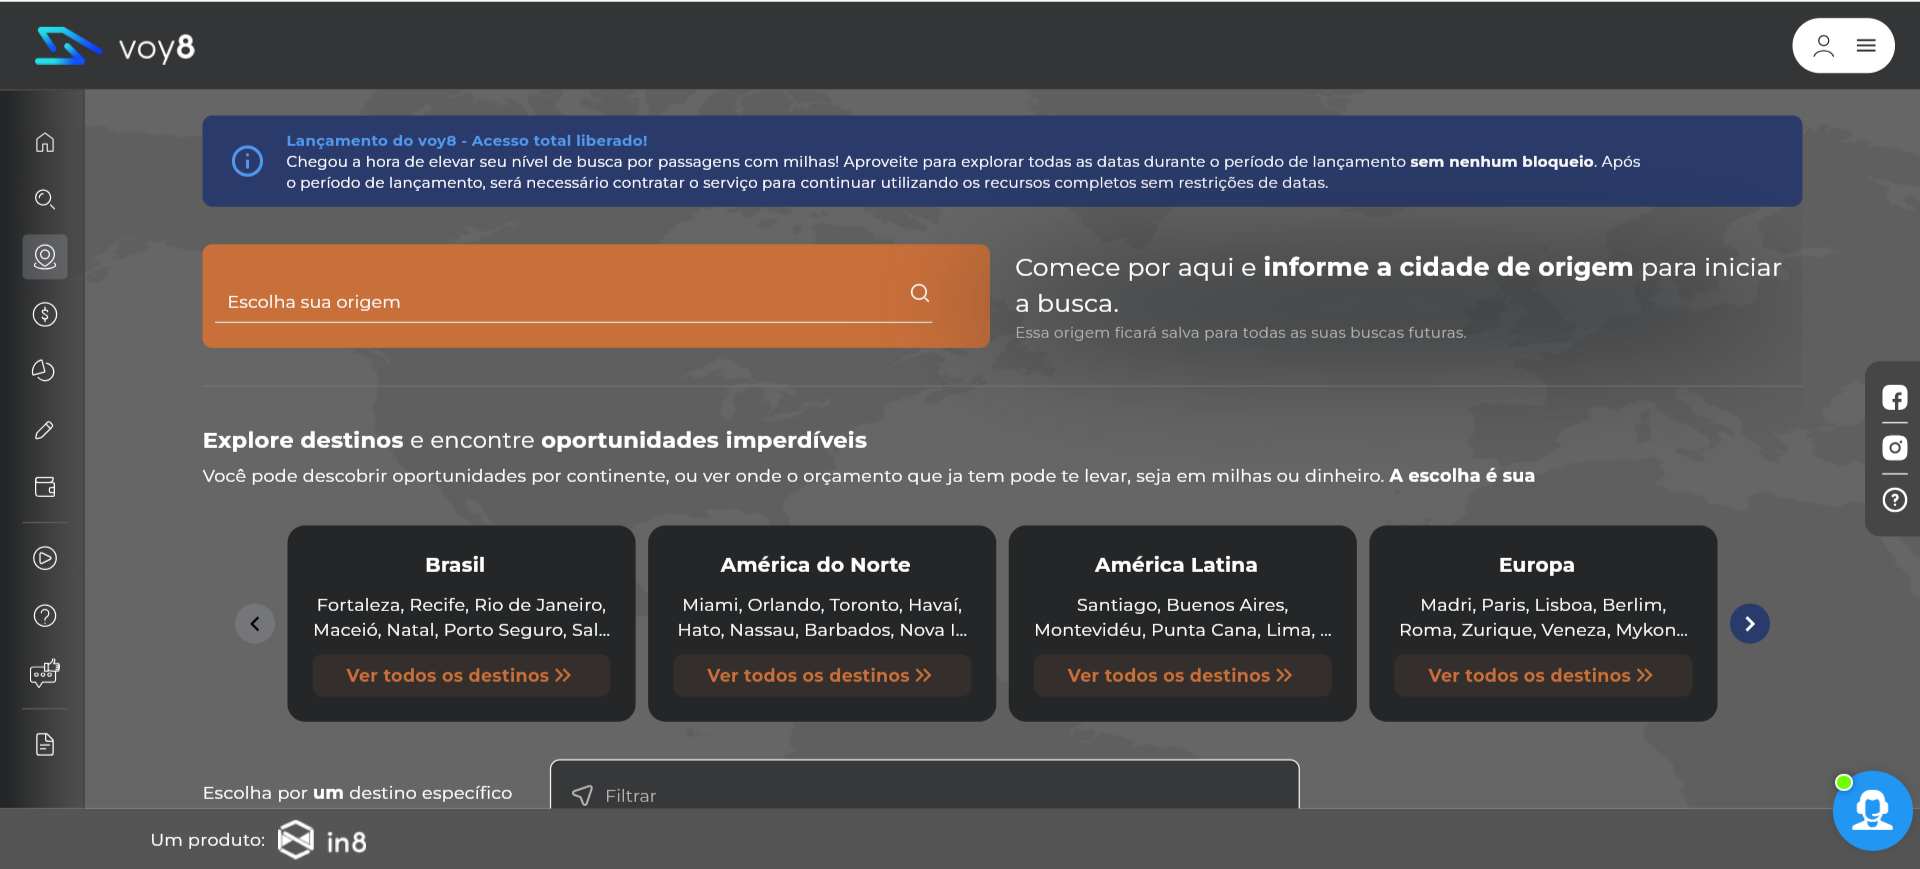 voy8
Lançamento do voy8 - Acesso total liberado!
Chegou a hora de elevar seu nível de busca por passagens com milhas! Aproveite para explorar todas as datas durante o período de lançamento sem nenhum bloqueio. Após
o período de lançamento, será necessário contratar o serviço para continuar utilizando os recursos completos sem restrições de datas.
Escolha sua origem
Comece por aqui e informe a cidade de origem para iniciar
a busca.
Essa origem ficará salva para todas as suas buscas futuras.
Explore destinos e encontre oportunidades imperdíveis
Você pode descobrir oportunidades por continente, ou ver onde o orçamento que ja tem pode te levar, seja em milhas ou dinheiro. A escolha é sua
Brasil
Fortaleza, Recife, Rio de Janeiro,
Maceió, Natal, Porto Seguro, Sal...
Ver todos os destinos
América do Norte
Miami, Orlando, Toronto, Havaí,
Hato, Nassau, Barbados, Nova I...
Ver todos os destinos
América Latina
Santiago, Buenos Aires,
Montevidéu, Punta Cana, Lima, ...
Ver todos os destinos
Europa
Madri, Paris, Lisboa, Berlim,
Roma, Zurique, Veneza, Mykon...
Ver todos os destinos
Escolha por um destino específico
Filtrar
Um produto: in8